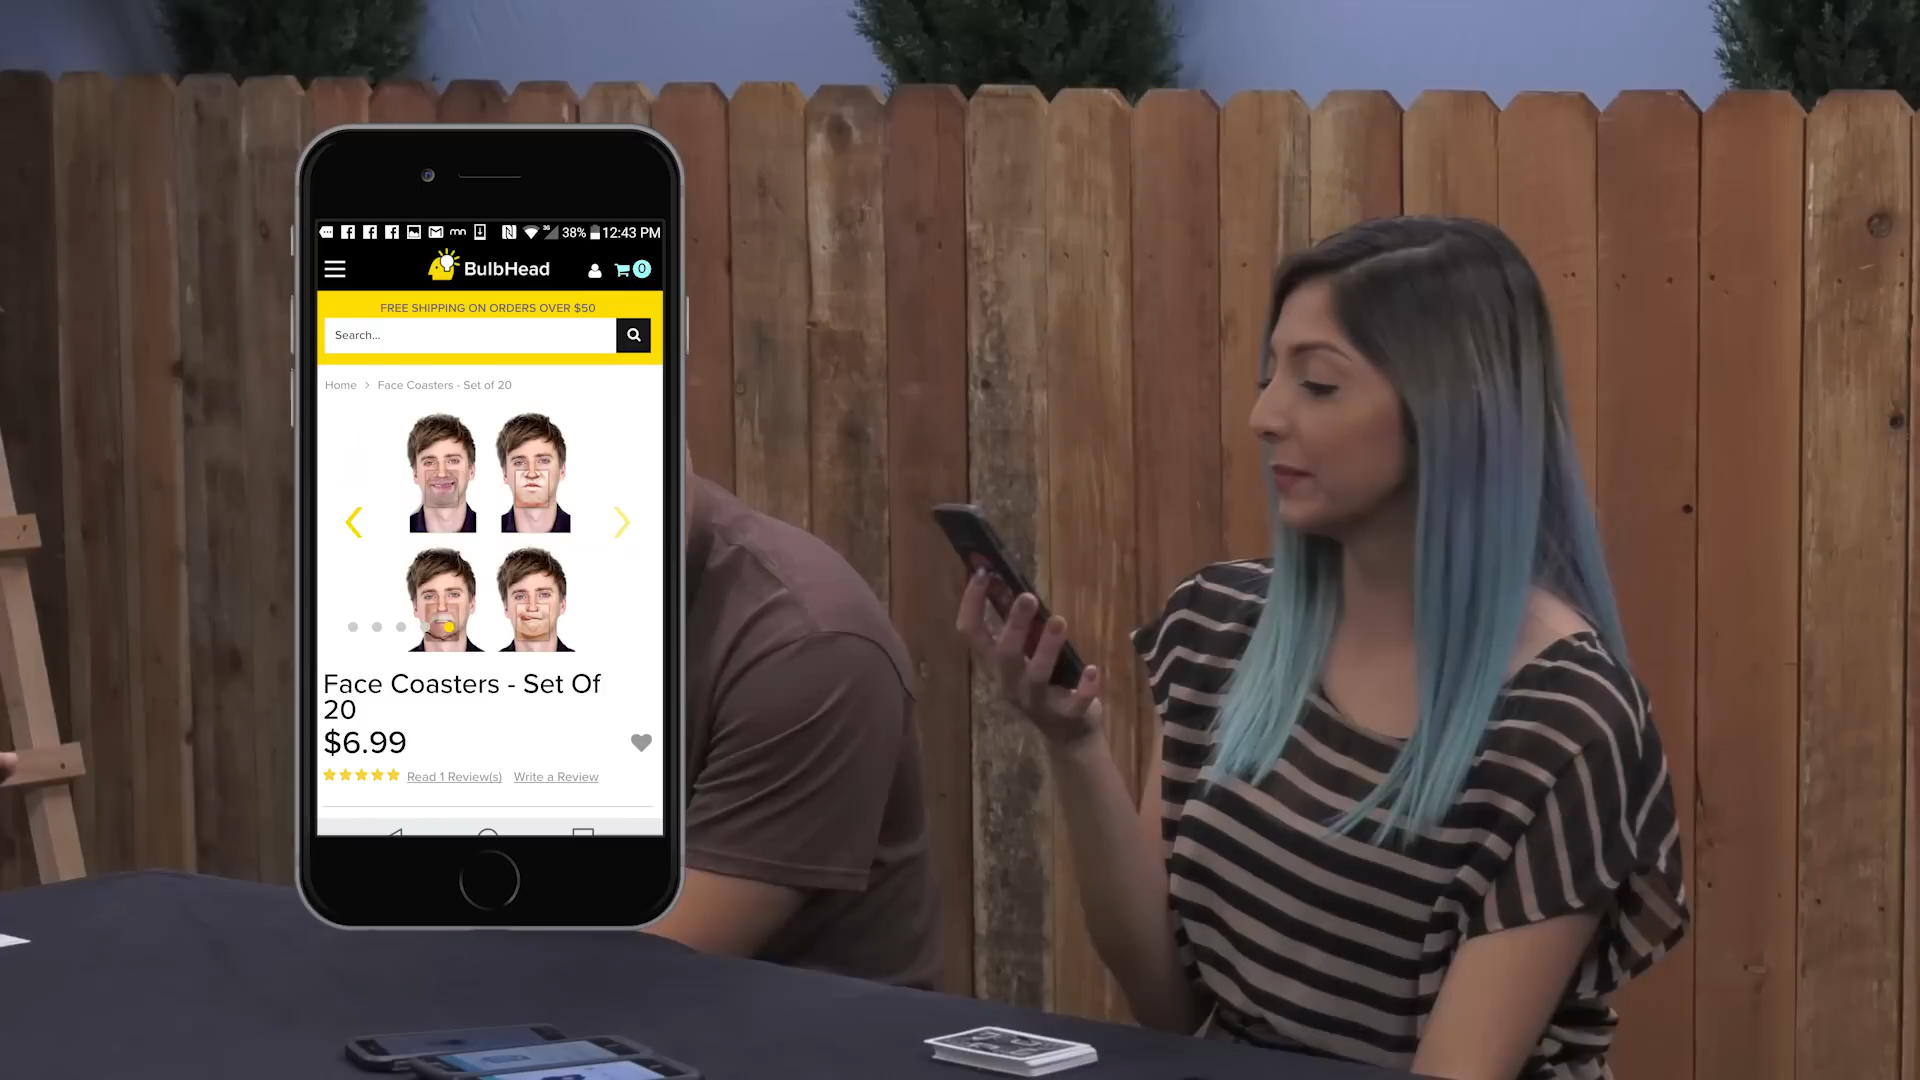 38% 12:43 PM
BulbHead
0
FREE SHIPPING ON ORDERS OVER $50
Search...
Home > Face Coasters - Set of 20
Face Coasters - Set Of
20
$6.99
Read 1 Review(s) Write a Review